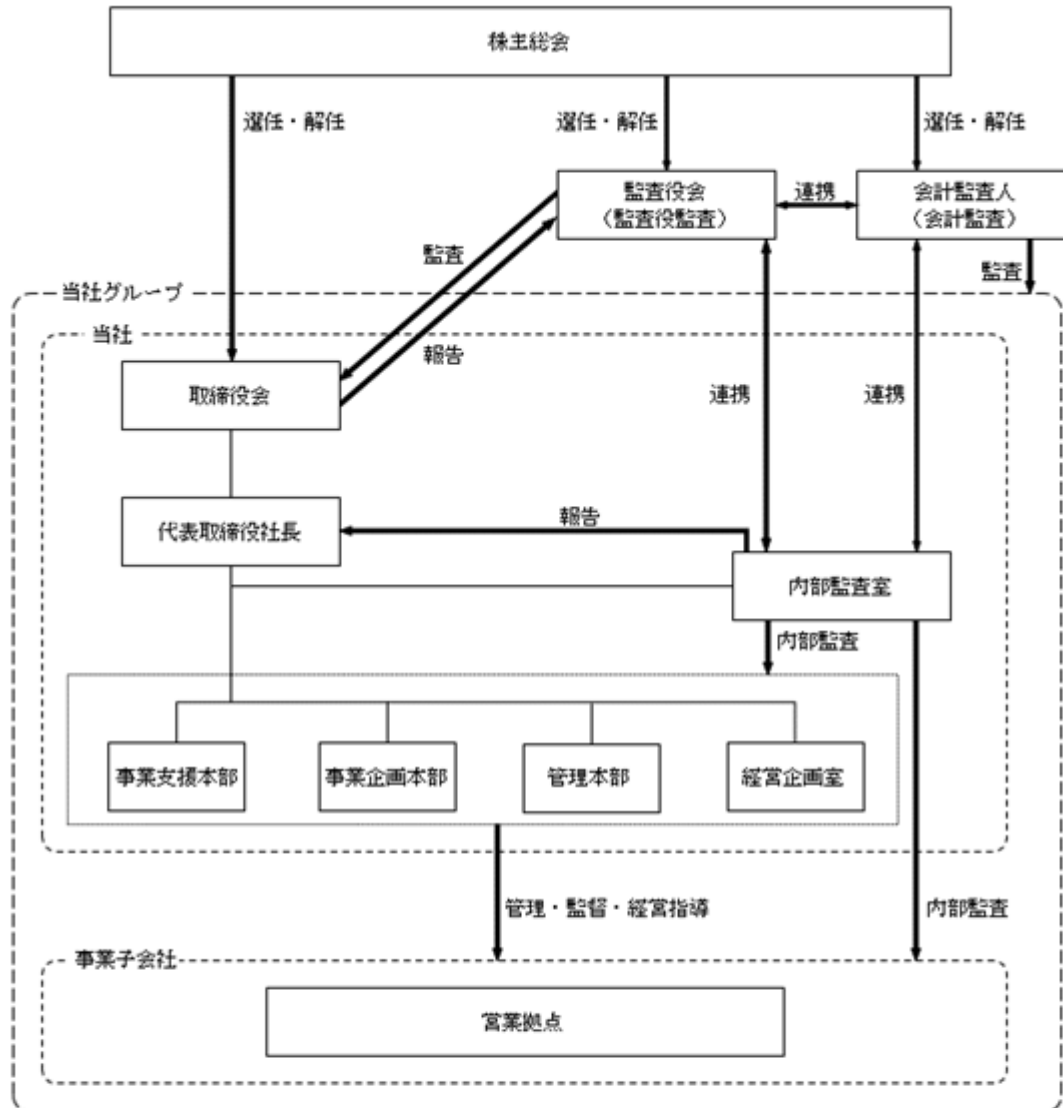 株主総会
選任・解任
選任・解任
選任・解任
監査役会
(監査役監査)
連携
会計監査人
(会計監査)
監査
監査
当社グループ
当社
報告
取締役会
連携
連携
代表取締役社長
報告
内部監査室
内部監査
事業支援本部
事業企画本部
管理本部
経営企画室
管理・監督・経営指導
内部監査
事業子会社
営業拠点